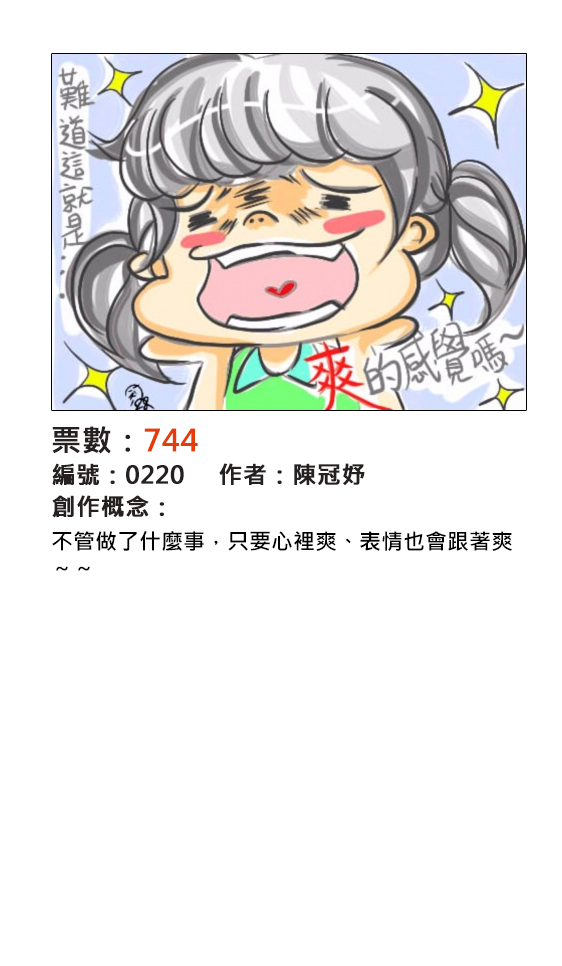 難道這就是...
爽的感覺嗎~
票數：744
編號：0220 作者：陳冠妤
創作概念：
不管做了什麼事，只要心裡爽、表情也會跟著爽
～～